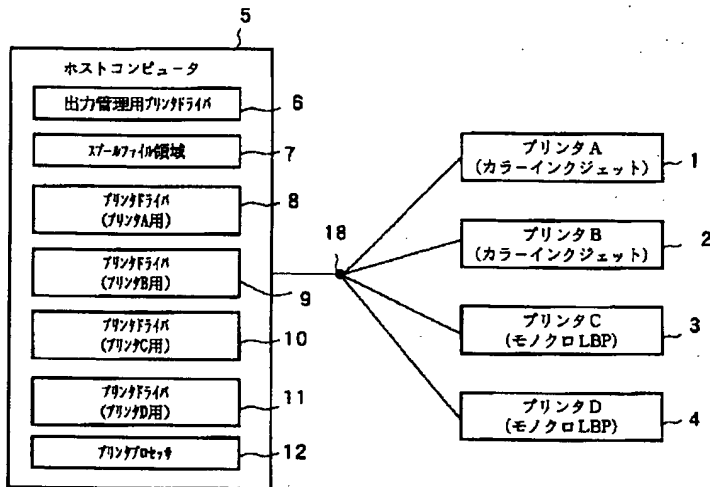 5
ホストコンピュータ
出力管理用プリンタドライバ
6
スプールファイル領域
7
プリンタドライバ
(プリンタA用)
8
プリンタドライバ
(プリンタB用)
9
プリンタドライバ
(プリンタC用)
10
プリンタドライバ
(プリンタD用)
11
プリンタプロセッサ
12
18
プリンタA
(カラーインクジェット)
1
プリンタB
(カラーインクジェット)
2
プリンタC
(モノクロLBP)
3
プリンタD
(モノクロLBP)
4